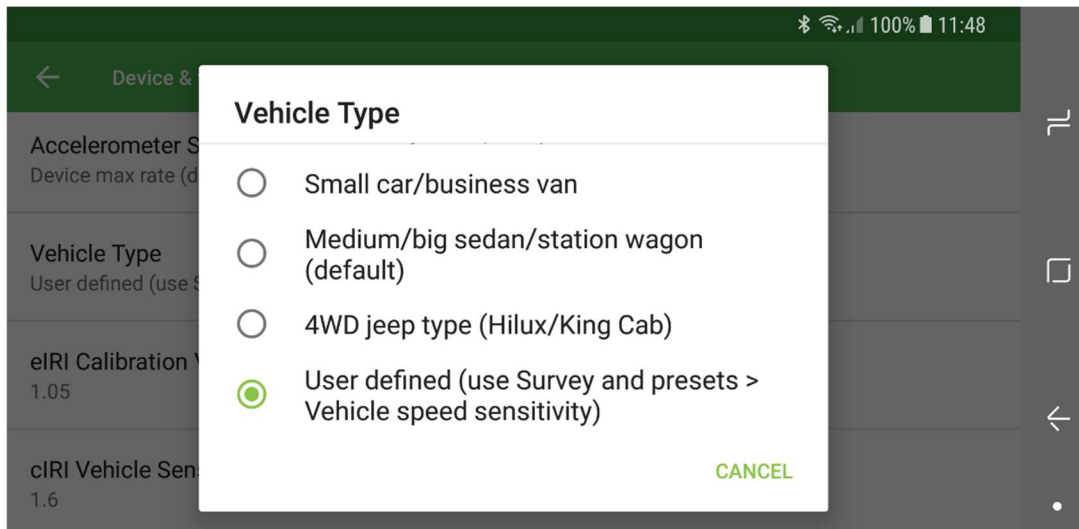 100% 11:48
Device &
Vehicle Type
Accelerometer S
Device max rate (d
Small car/business van
Medium/big sedan/station wagon
(default)
Vehicle Type
User defined (use S
4WD jeep type (Hilux/King Cab)
eIRI Calibration V
1.05
User defined (use Survey and presets >
Vehicle speed sensitivity)
cIRI Vehicle Sen
1.6
CANCEL